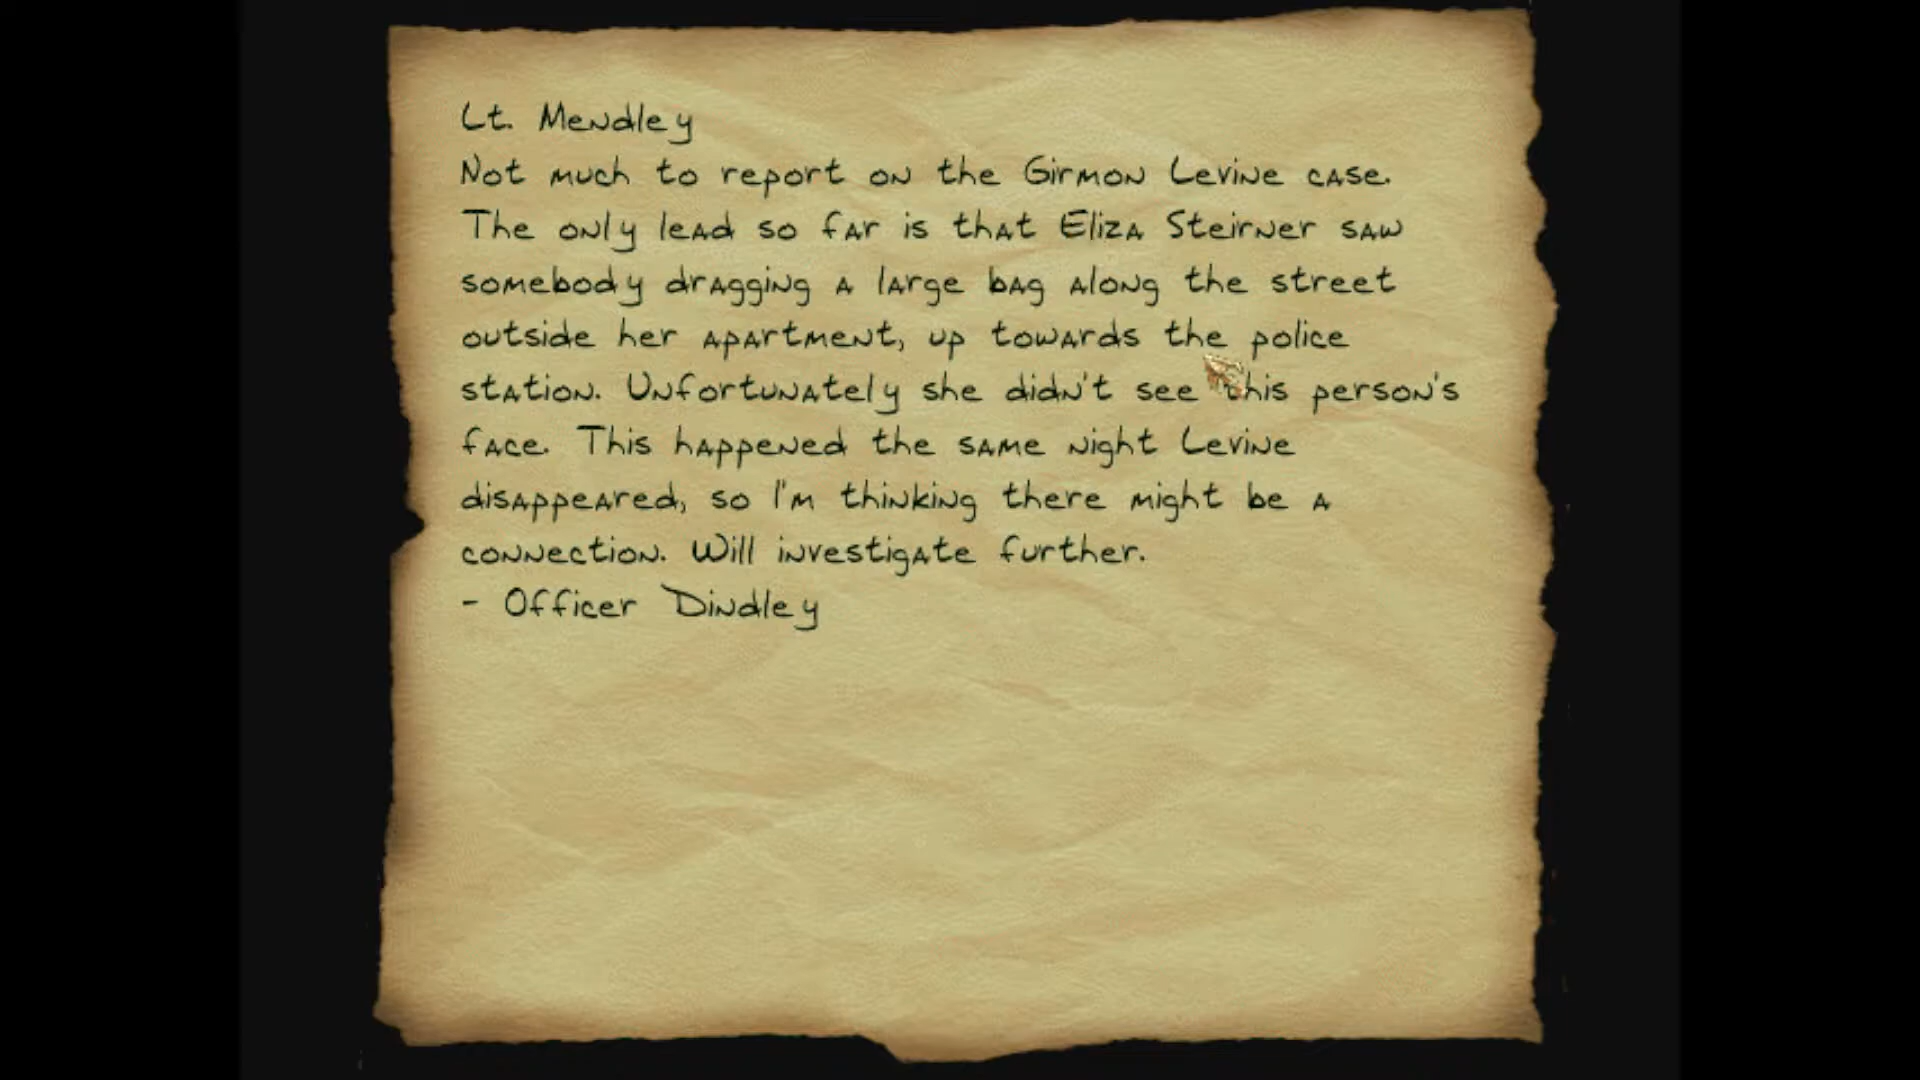 Lt. Mendley
Not much to report on the Girmon Levine case.
The only lead so far is that Eliza Steirner saw
somebody dragging a large bag along the street
outside her apartment, up towards the police
station. Unfortunately she didn't see this person's
face. This happened the same night Levine
disappeared, so I'm thinking there might be a
connection. Will investigate further.
- Officer Dindley